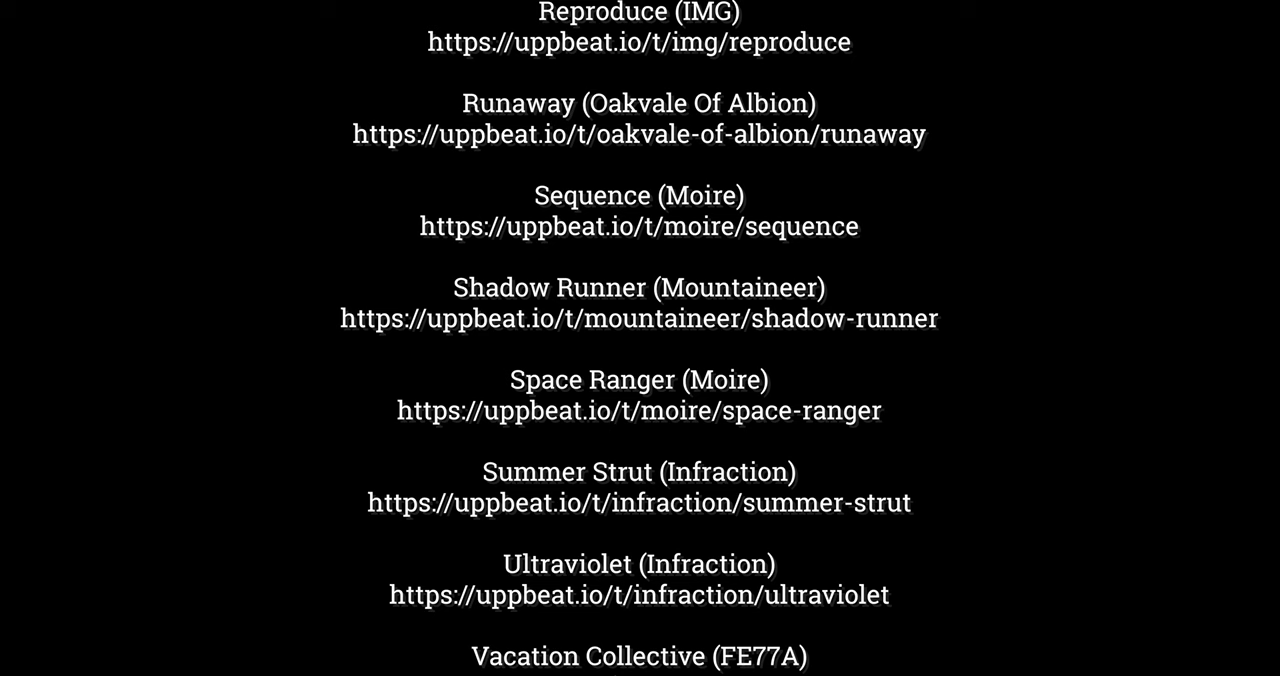 Reproduce (IMG)
https://uppbeat.io/t/img/reproduce
Runaway (Oakvale Of Albion)
https://uppbeat.io/t/oakvale-of-albion/runaway
Sequence (Moire)
https://uppbeat.io/t/moire/sequence
Shadow Runner (Mountaineer)
https://uppbeat.io/t/mountaineer/shadow-runner
Space Ranger (Moire)
https://uppbeat.io/t/moire/space-ranger
Summer Strut (Infraction)
https://uppbeat.io/t/infraction/summer-strut
Ultraviolet (Infraction)
https://uppbeat.io/t/infraction/ultraviolet
Vacation Collective (FE77A)